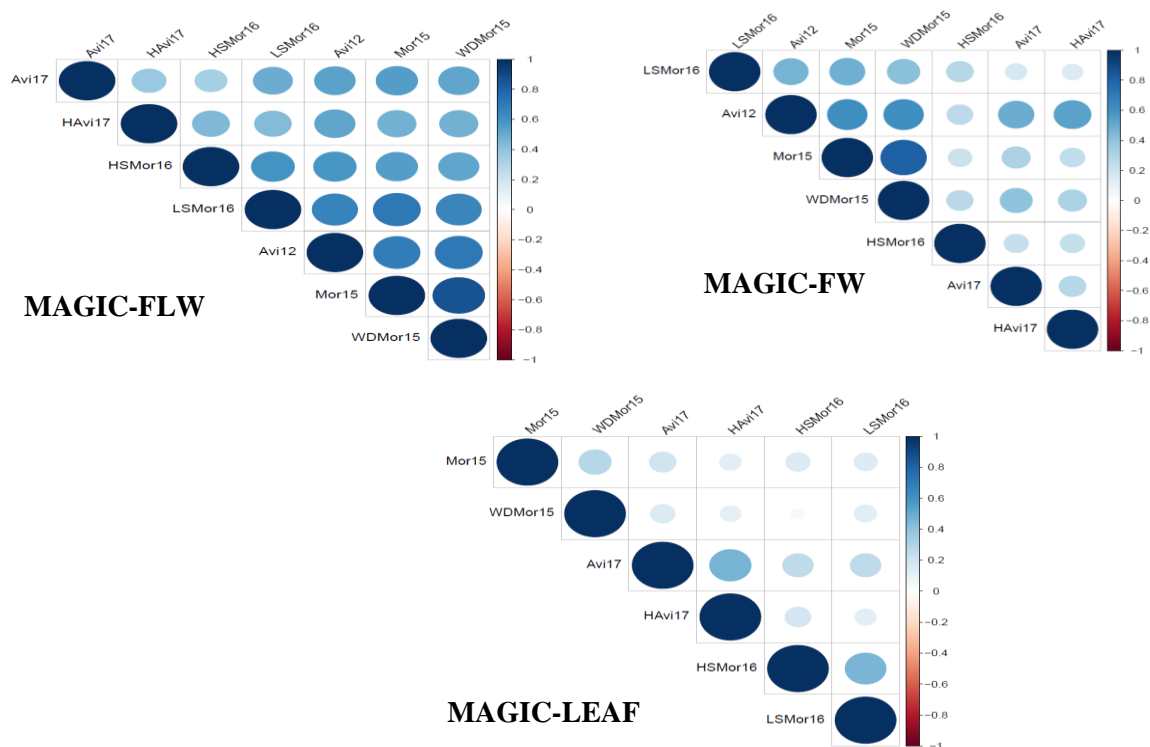 Avi17 HAvi17 HSMor16 LSMor16 Avi12 Mor15 WDMor15
Avi17
HAvi17
HSMor16
LSMor16
Avi12
Mor15
WDMor15
1
0.8
0.6
0.4
0.2
0
−0.2
−0.4
−0.6
−0.8
−1
MAGIC-FLW
LSMor16 Avi12 Mor15 WDMor15 HSMor16 Avi17 HAvi17
LSMor16
Avi12
Mor15
WDMor15
HSMor16
Avi17
HAvi17
1
0.8
0.6
0.4
0.2
0
−0.2
−0.4
−0.6
−0.8
−1
MAGIC-FW
Mor15 WDMor15 Avi17 HAvi17 HSMor16 LSMor16
Mor15
WDMor15
Avi17
HAvi17
HSMor16
LSMor16
1
0.8
0.6
0.4
0.2
0
−0.2
−0.4
−0.6
−0.8
−1
MAGIC-LEAF